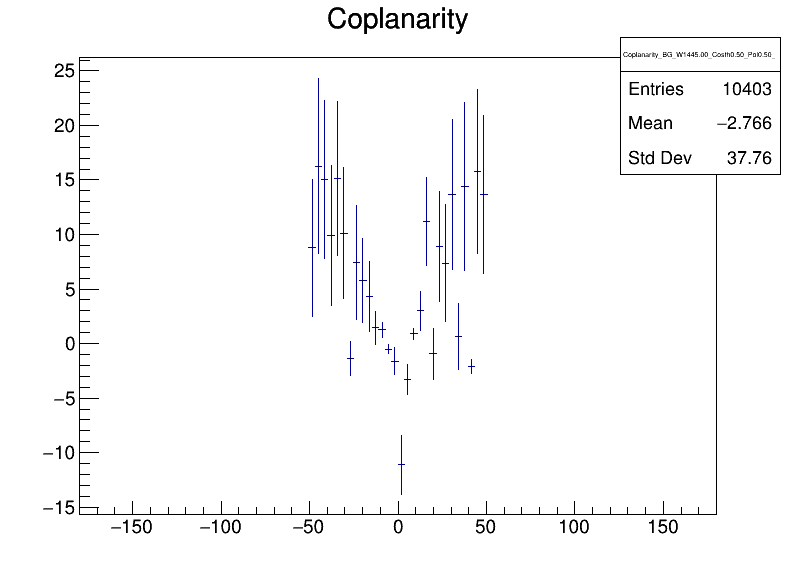 Coplanarity
Coplanarity_BG_W1445.00_Costh0.50_Pol0.50_
Entries 10403
Mean −2.766
Std Dev 37.76
25
20
15
10
5
0
−5
−10
−15
−150 −100 −50 0 50 100 150